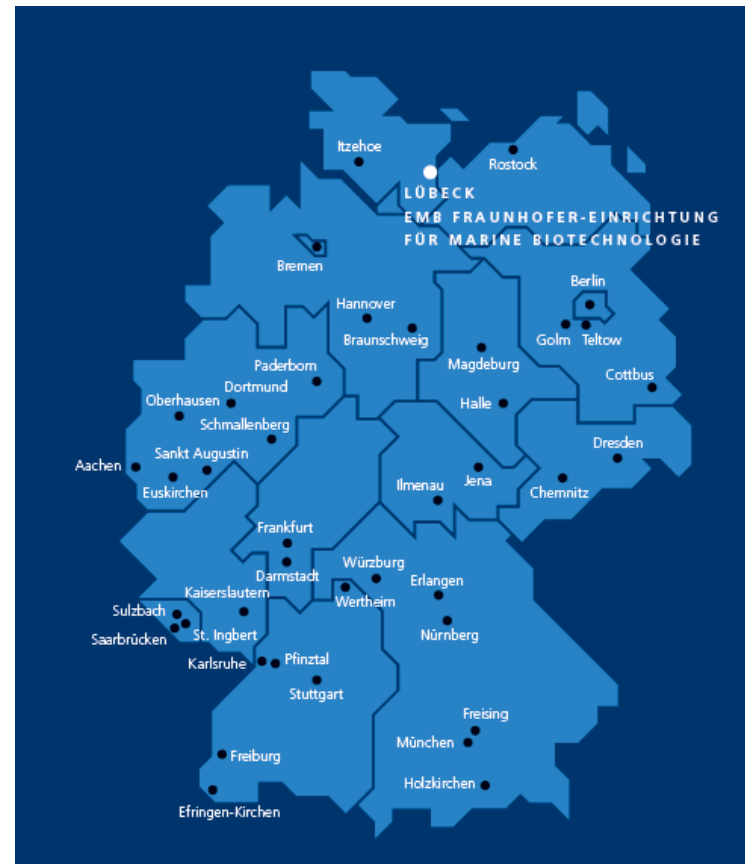 Itzehoe
Rostock
LÜBECK
EMB FRAUNHOFER-EINRICHTUNG
FÜR MARINE BIOTECHNOLOGIE
Bremen
Berlin
Hannover
Braunschweig
Golm
Teltow
Magdeburg
Paderborn
Cottbus
Dortmund
Oberhausen
Halle
Schmallenberg
Dresden
Sankt Augustin
Aachen
Jena
Euskirchen
Ilmenau
Chemnitz
Frankfurt
Würzburg
Darmstadt
Erlangen
Kaiserslautern
Wertheim
Sulzbach
St. Ingbert
Nürnberg
Saarbrücken
Karlsruhe
Pfinztal
Stuttgart
Freising
München
Freiburg
Holzkirchen
Efringen-Kirchen